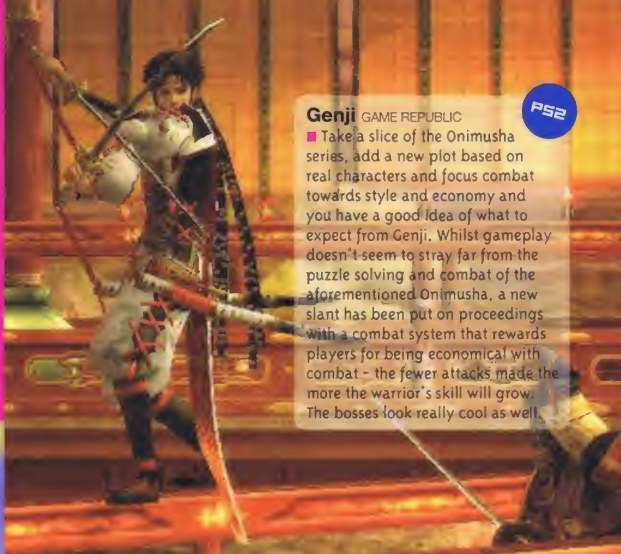 Genji GAME REPUBLIC
PS2
■ Take a slice of the Onimusha
series, add a new plot based on
real characters and focus combat
towards style and economy and
you have a good idea of what to
expect from Genji. Whilst gameplay
doesn't seem to stray far from the
puzzle solving and combat of the
aforementioned Onimusha, a new
slant has been put on proceedings
with a combat system that rewards
players for being economical with
combat - the fewer attacks made the
more the warrior's skill will grow.
The bosses look really cool as well.